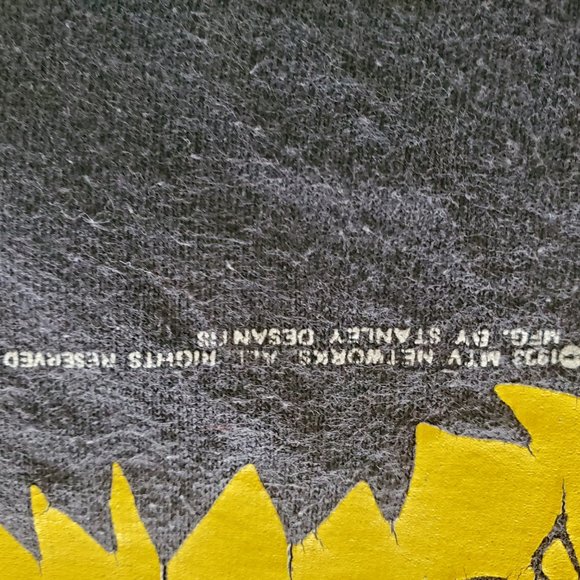 ©1993 MTV NETWORKS. ALL RIGHTS RESERVED
MFG. BY STANLEY DESANTIS